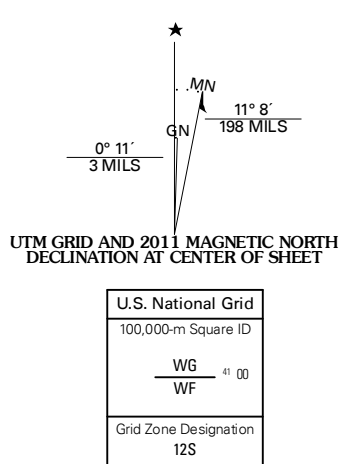 ★
MN
11° 8´
198 MILS
GN
0° 11´
3 MILS
UTM GRID AND 2011 MAGNETIC NORTH
DECLINATION AT CENTER OF SHEET
U.S. National Grid
100,000-m Square ID
WG
41 00
WF
Grid Zone Designation
12S